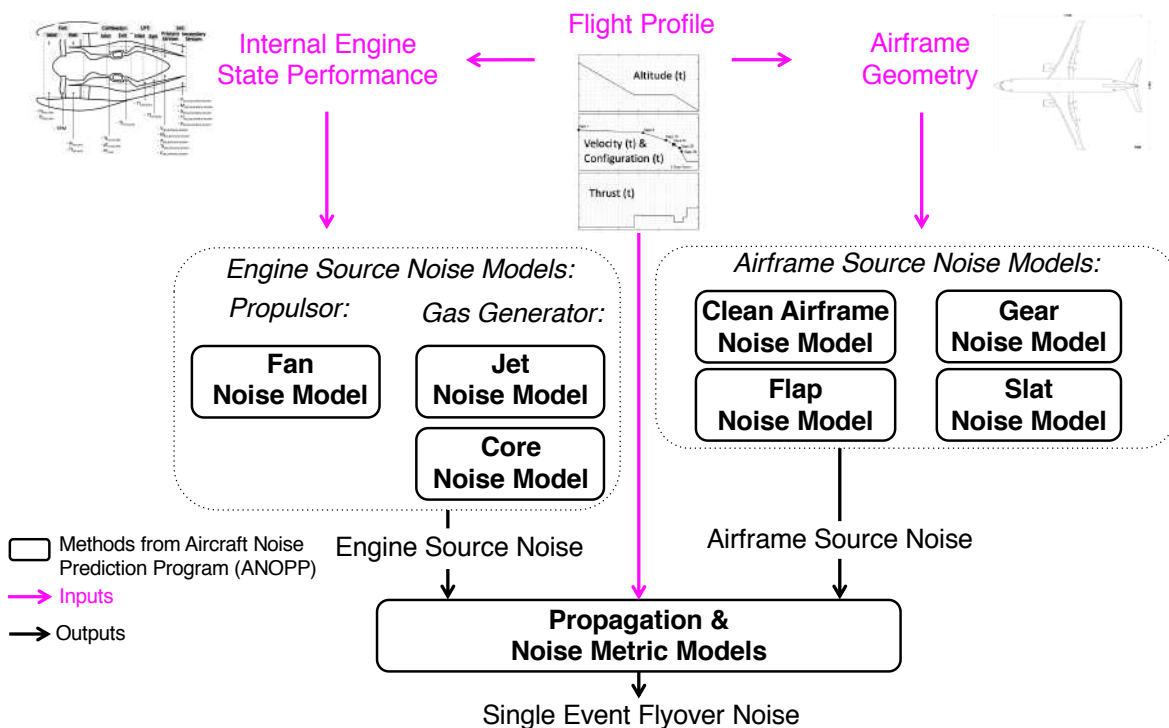 Flight Profile
Internal Engine
State Performance
Airframe
Geometry
Altitude (t)
Velocity (t) &
Configuration (t)
Thrust (t)
Engine Source Noise Models:
Propulsor:
Gas Generator:
Fan
Noise Model
Jet
Noise Model
Core
Noise Model
Airframe Source Noise Models:
Clean Airframe
Noise Model
Gear
Noise Model
Flap
Noise Model
Slat
Noise Model
Methods from Aircraft Noise
Prediction Program (ANOPP)
Inputs
Outputs
Engine Source Noise
Airframe Source Noise
Propagation &
Noise Metric Models
Single Event Flyover Noise